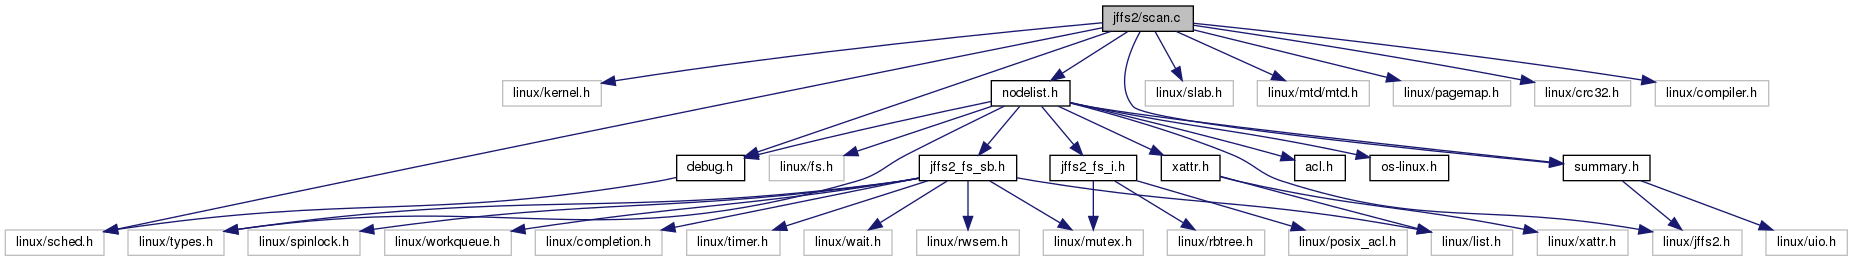 jffs2/scan.c
linux/kernel.h
nodelist.h
linux/slab.h
linux/mtd/mtd.h
linux/pagemap.h
linux/crc32.h
linux/compiler.h
debug.h
linux/fs.h
jffs2_fs_sb.h
jffs2_fs_i.h
xattr.h
acl.h
os-linux.h
summary.h
linux/sched.h
linux/types.h
linux/spinlock.h
linux/workqueue.h
linux/completion.h
linux/timer.h
linux/wait.h
linux/rwsem.h
linux/mutex.h
linux/rbtree.h
linux/posix_acl.h
linux/list.h
linux/xattr.h
linux/jffs2.h
linux/uio.h